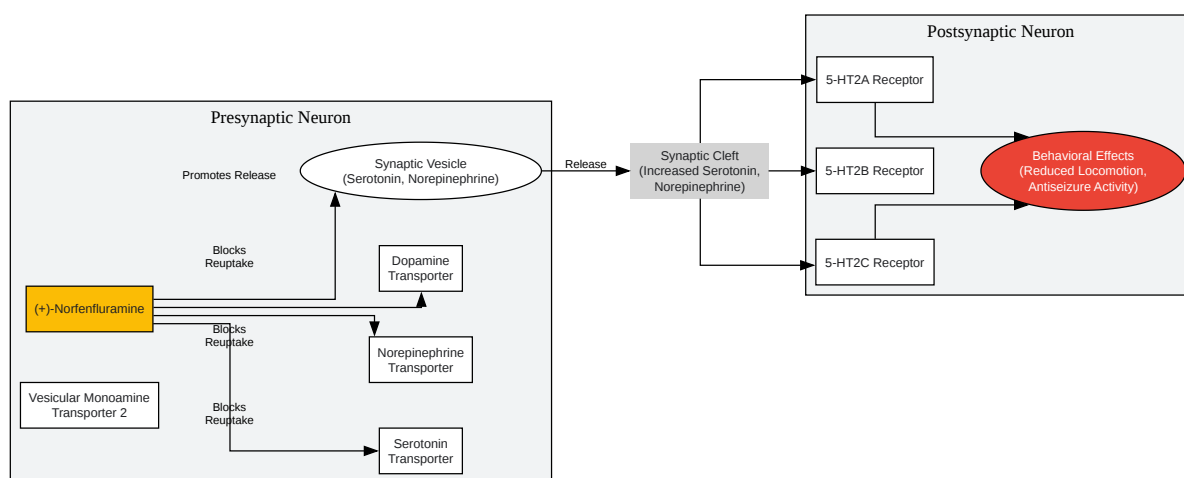 Postsynaptic Neuron
5-HT2A Receptor
Presynaptic Neuron
Synaptic Vesicle
(Serotonin, Norepinephrine)
Promotes Release
Release
Synaptic Cleft
(Increased Serotonin,
Norepinephrine)
5-HT2B Receptor
Behavioral Effects
(Reduced Locomotion,
Antiseizure Activity)
Blocks
Reuptake
Dopamine
Transporter
5-HT2C Receptor
(+)-Norfenfluramine
Blocks
Reuptake
Norepinephrine
Transporter
Vesicular Monoamine
Transporter 2
Blocks
Reuptake
Serotonin
Transporter